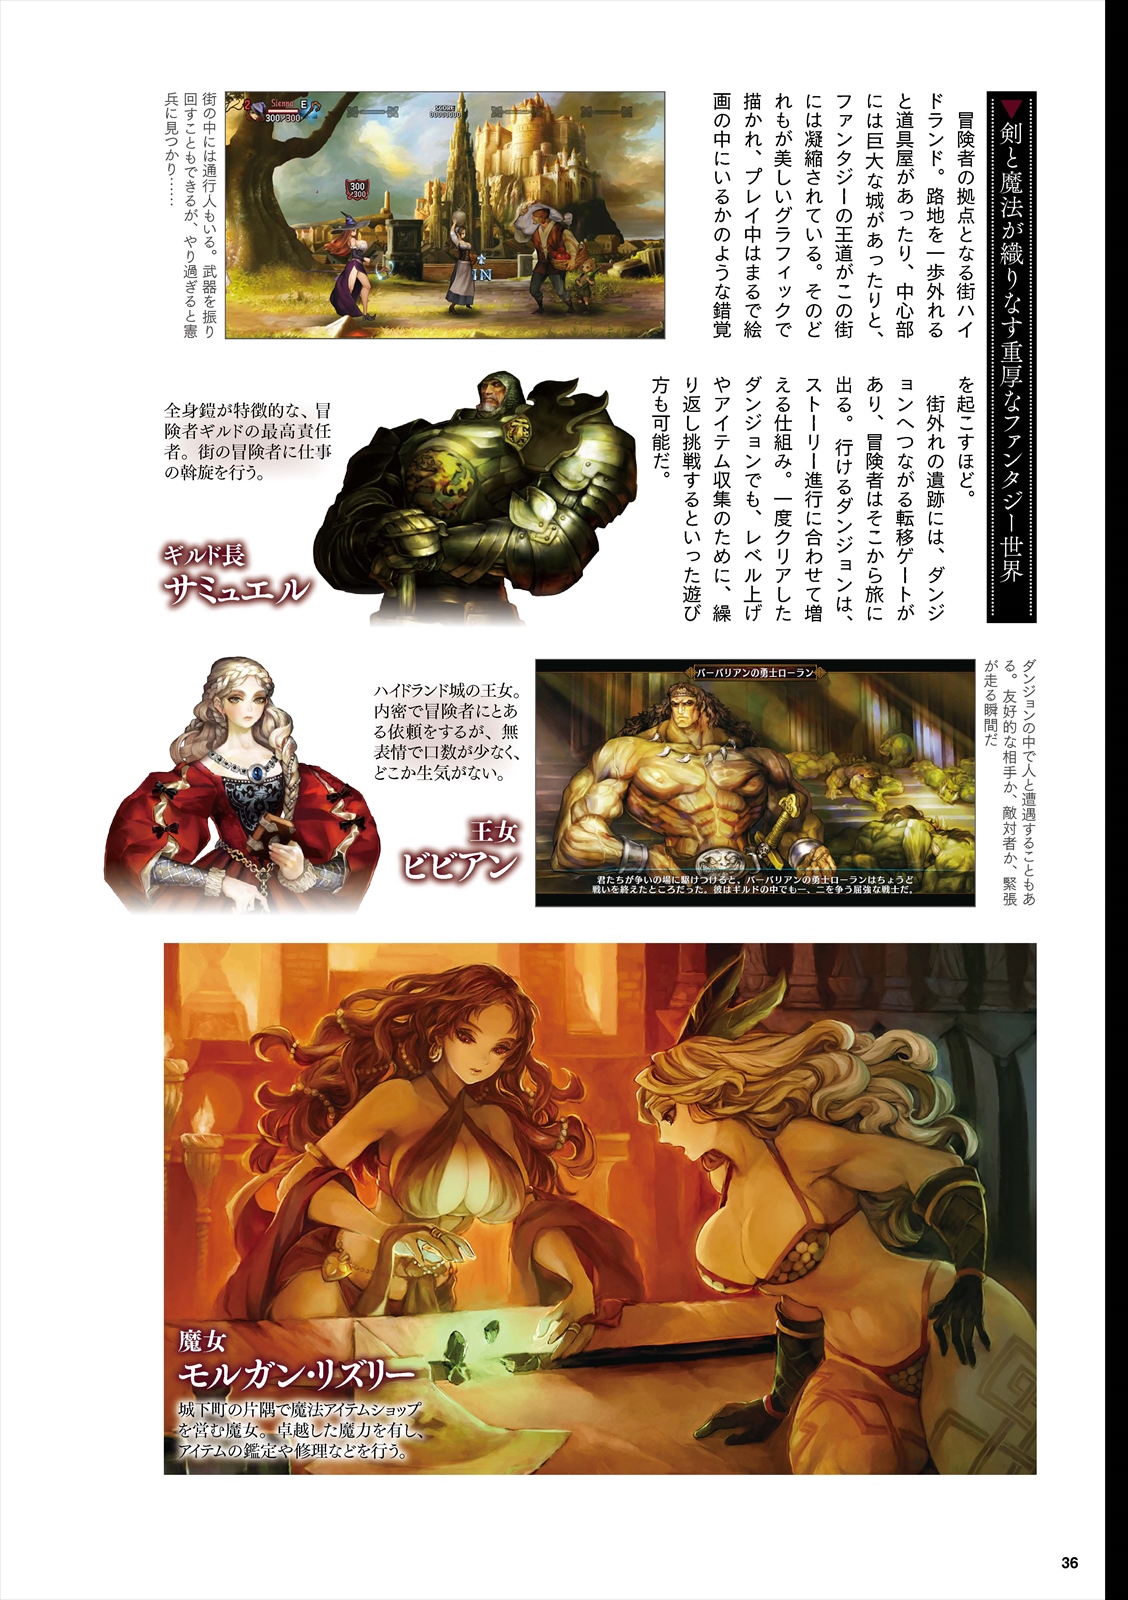 ▼剣と魔法が織りなす重厚なファンタジー世界
冒険者の拠点となる街ハイ
ドランド。路地を一歩外れる
と道具屋があったり、中心部
には巨大な城があったりと、
ファンタジーの王道がこの街
には凝縮されている。そのど
れもが美しいグラフィックで
描かれ、プレイ中はまるで絵
画の中にいるかのような錯覚
を起こすほど。
街外れの遺跡には、ダンジ
ョンへつながる転移ゲートが
あり、冒険者はそこから旅に
出る。行けるダンジョンは、
ストーリー進行に合わせて増
える仕組み。一度クリアした
ダンジョンでも、レベル上げ
やアイテム収集のために、繰
り返し挑戦するといった遊び
方も可能だ。
2
Sienna
E
300/300
SCORE
00000000
300
/300
IN
街の中には通行人もいる。武器を振り
回すこともできるが、やり過ぎると憲
兵に見つかり……
全身鎧が特徴的な、冒
険者ギルドの最高責任
者。街の冒険者に仕事
の斡旋を行う。
ギルド長
サミュエル
ダンジョンの中で人と遭遇することもあ
る。友好的な相手か、敵対者か、緊張
が走る瞬間だ
バーバリアンの勇士ローラン
君たちが争いの場に駆けつけると、バーバリアンの勇士ローランはちょうど
戦いを終えたところだった。彼はギルドの中でも一、二を争う屈強な戦士だ。
ハイドランド城の王女。
内密で冒険者にとあ
る依頼をするが、無
表情で口数が少なく、
どこか生気がない。
王女
ビビアン
魔女
モルガン・リズリー
城下町の片隅で魔法アイテムショップ
を営む魔女。卓越した魔力を有し、
アイテムの鑑定や修理などを行う。
36